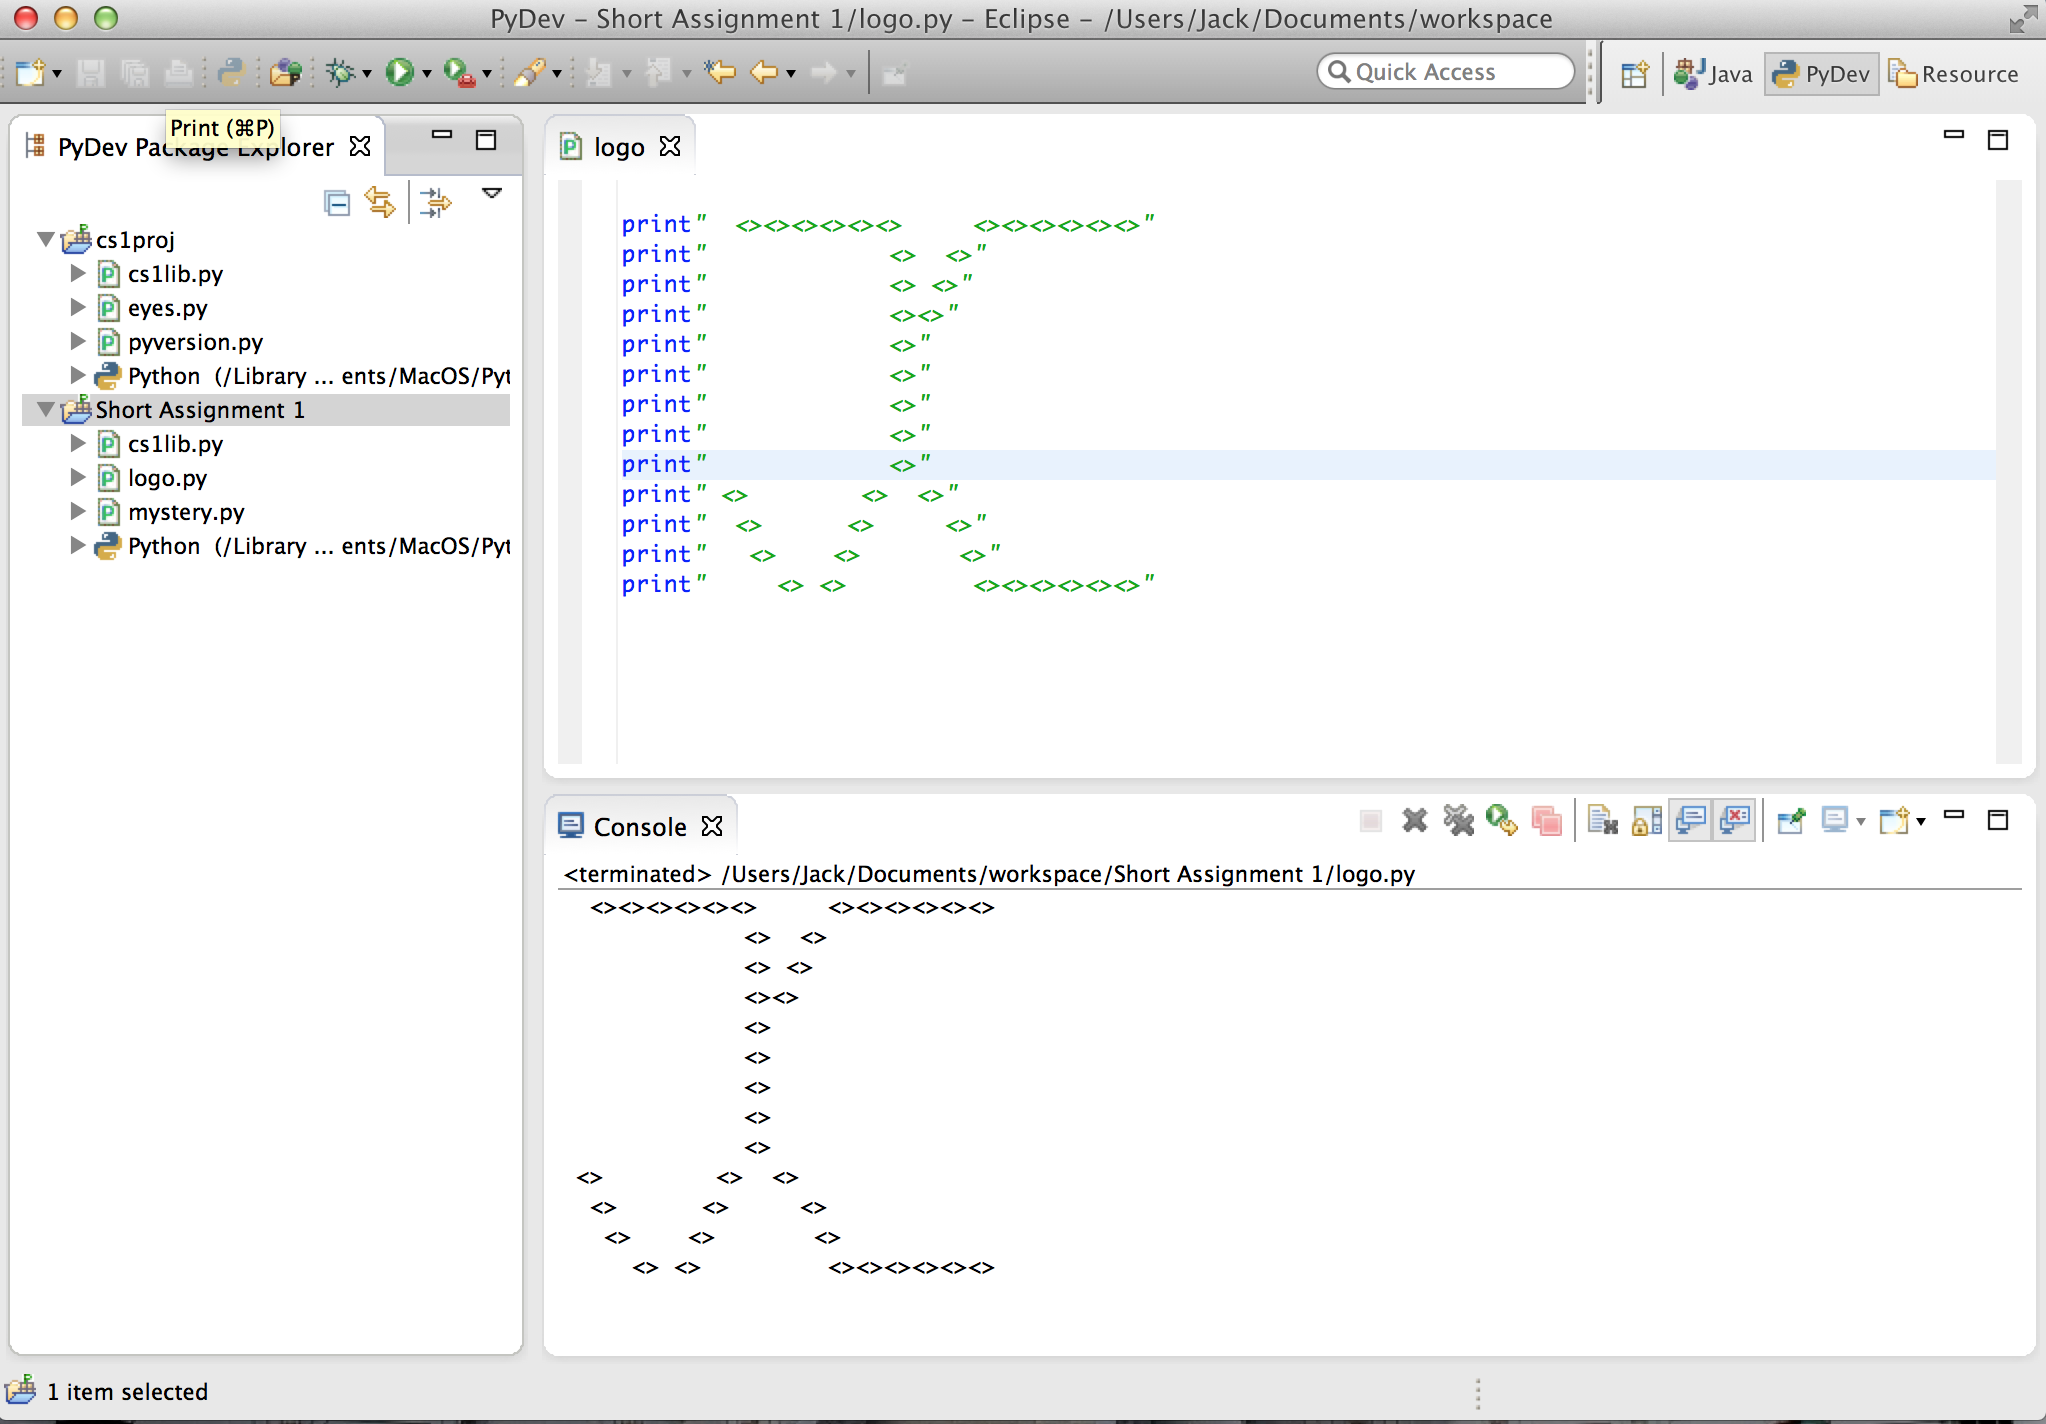 PyDev – Short Assignment 1/logo.py – Eclipse – /Users/Jack/Documents/workspace
Quick Access
Java
PyDev
Resource
Print (⌘P)
PyDev Package Explorer
cs1proj
cs1lib.py
eyes.py
pyversion.py
Python  (/Library ... ents/MacOS/Pyt
Short Assignment 1
cs1lib.py
logo.py
mystery.py
Python  (/Library ... ents/MacOS/Pyt
logo
print"  <><><><><><>     <><><><><><>"
print"             <>  <>"
print"             <> <>"
print"             <><>"
print"             <>"
print"             <>"
print"             <>"
print"             <>"
print"             <>"
print" <>        <>  <>"
print"  <>      <>     <>"
print"   <>    <>       <>"
print"     <> <>         <><><><><><>"
Console
<terminated> /Users/Jack/Documents/workspace/Short Assignment 1/logo.py
  <><><><><><>     <><><><><><>
             <>  <>
             <> <>
             <><>
             <>
             <>
             <>
             <>
             <>
 <>        <>  <>
  <>      <>     <>
   <>    <>       <>
     <> <>         <><><><><><>
1 item selected